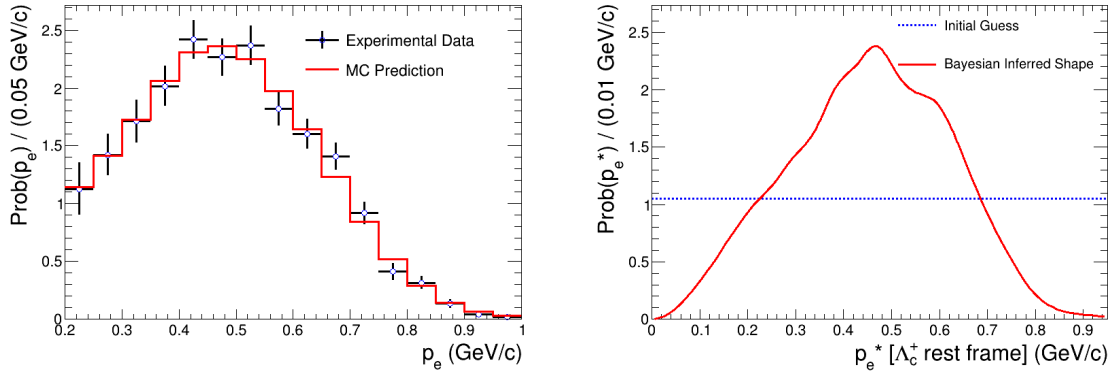 Prob(p_e) / (0.05 GeV/c)
2.5
2
1.5
1
0.5
0
0.2 0.3 0.4 0.5 0.6 0.7 0.8 0.9 1
p_e (GeV/c)
Experimental Data
MC Prediction
Prob(p_e*) / (0.01 GeV/c)
2.5
2
1.5
1
0.5
0
0 0.1 0.2 0.3 0.4 0.5 0.6 0.7 0.8 0.9
p_e* [Λ_c^+ rest frame] (GeV/c)
Initial Guess
Bayesian Inferred Shape